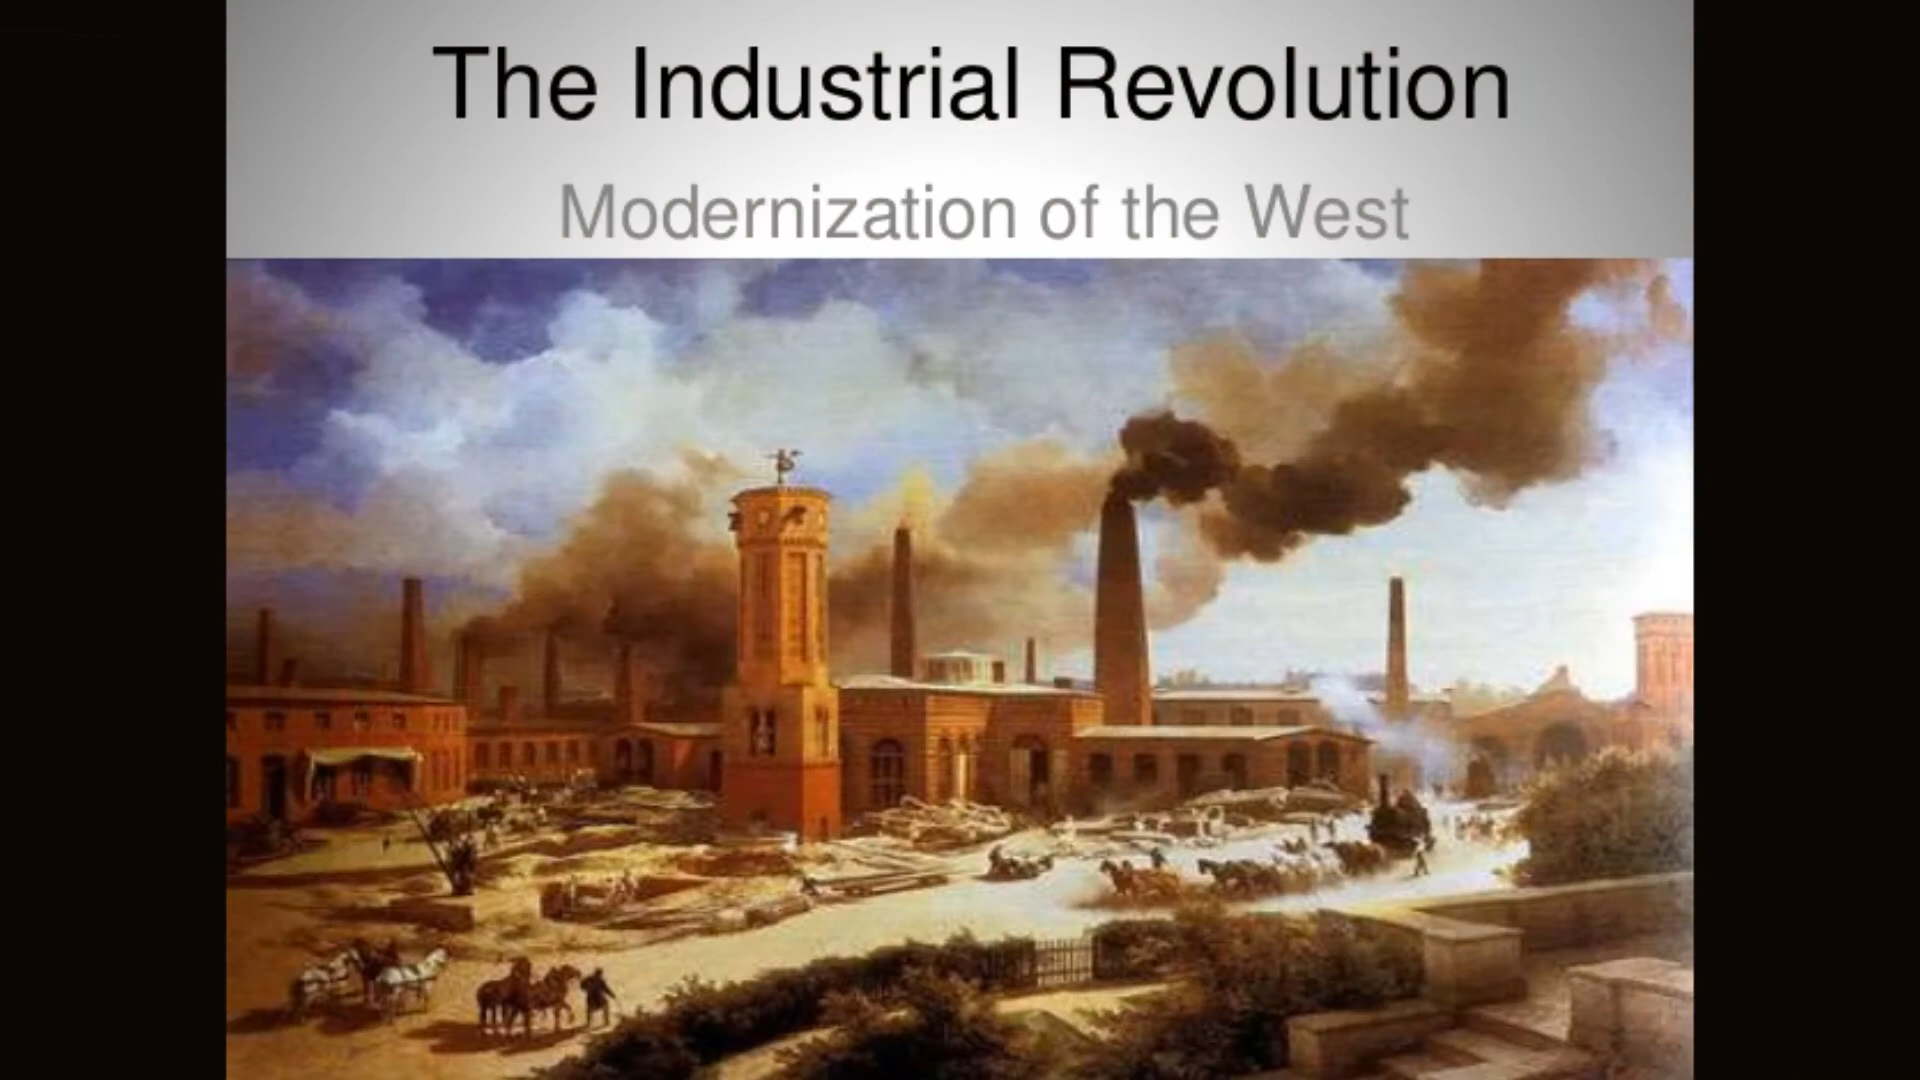 The Industrial Revolution
Modernization of the West